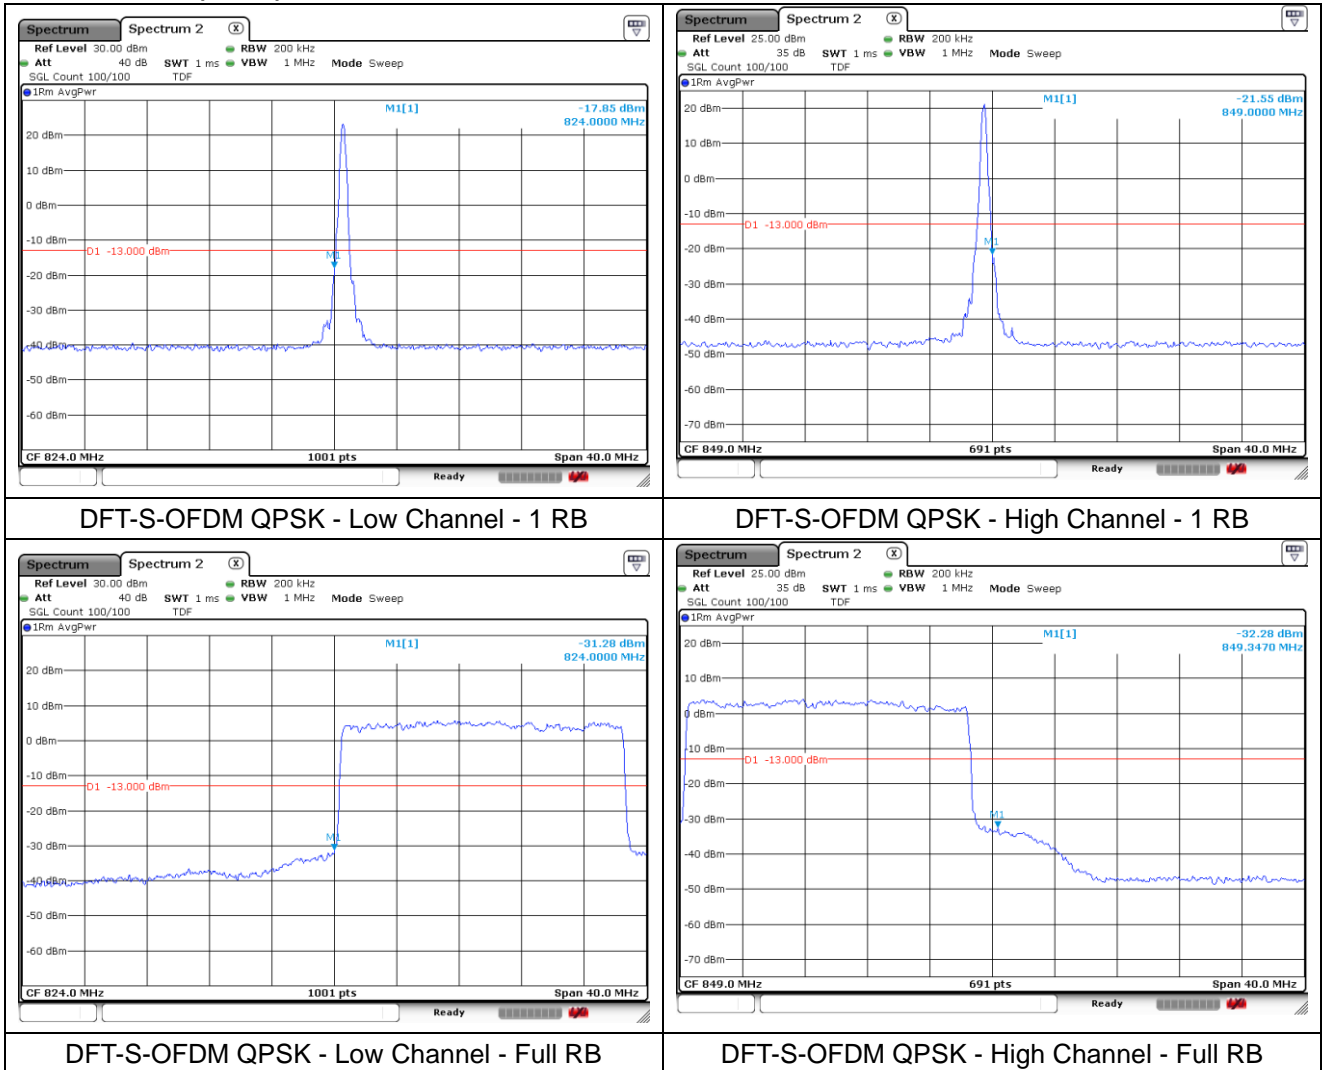 Spectrum Spectrum 2 X
Ref Level 30.00 dBm RBW 200 kHz
Att 40 dB SWT 1 ms VBW 1 MHz Mode Sweep
SGL Count 100/100 TDF
1Rm AvgPwr
M1[1] -17.85 dBm
824.0000 MHz
20 dBm
10 dBm
0 dBm
-10 dBm
D1 -13.000 dBm
M1
-20 dBm
-30 dBm
-40 dBm
-50 dBm
-60 dBm
CF 824.0 MHz 1001 pts Span 40.0 MHz
Ready
DFT-S-OFDM QPSK - Low Channel - 1 RB
Spectrum Spectrum 2 X
Ref Level 25.00 dBm RBW 200 kHz
Att 35 dB SWT 1 ms VBW 1 MHz Mode Sweep
SGL Count 100/100 TDF
1Rm AvgPwr
M1[1] -21.55 dBm
849.0000 MHz
20 dBm
10 dBm
0 dBm
-10 dBm
D1 -13.000 dBm
M1
-20 dBm
-30 dBm
-40 dBm
-50 dBm
-60 dBm
-70 dBm
CF 849.0 MHz 691 pts Span 40.0 MHz
Ready
DFT-S-OFDM QPSK - High Channel - 1 RB
Spectrum Spectrum 2 X
Ref Level 30.00 dBm RBW 200 kHz
Att 40 dB SWT 1 ms VBW 1 MHz Mode Sweep
SGL Count 100/100 TDF
1Rm AvgPwr
M1[1] -31.28 dBm
824.0000 MHz
20 dBm
10 dBm
0 dBm
-10 dBm
D1 -13.000 dBm
-20 dBm
M1
-30 dBm
-40 dBm
-50 dBm
-60 dBm
CF 824.0 MHz 1001 pts Span 40.0 MHz
Ready
DFT-S-OFDM QPSK - Low Channel - Full RB
Spectrum Spectrum 2 X
Ref Level 25.00 dBm RBW 200 kHz
Att 35 dB SWT 1 ms VBW 1 MHz Mode Sweep
SGL Count 100/100 TDF
1Rm AvgPwr
M1[1] -32.28 dBm
849.3470 MHz
20 dBm
10 dBm
0 dBm
-10 dBm
D1 -13.000 dBm
-20 dBm
M1
-30 dBm
-40 dBm
-50 dBm
-60 dBm
-70 dBm
CF 849.0 MHz 691 pts Span 40.0 MHz
Ready
DFT-S-OFDM QPSK - High Channel - Full RB